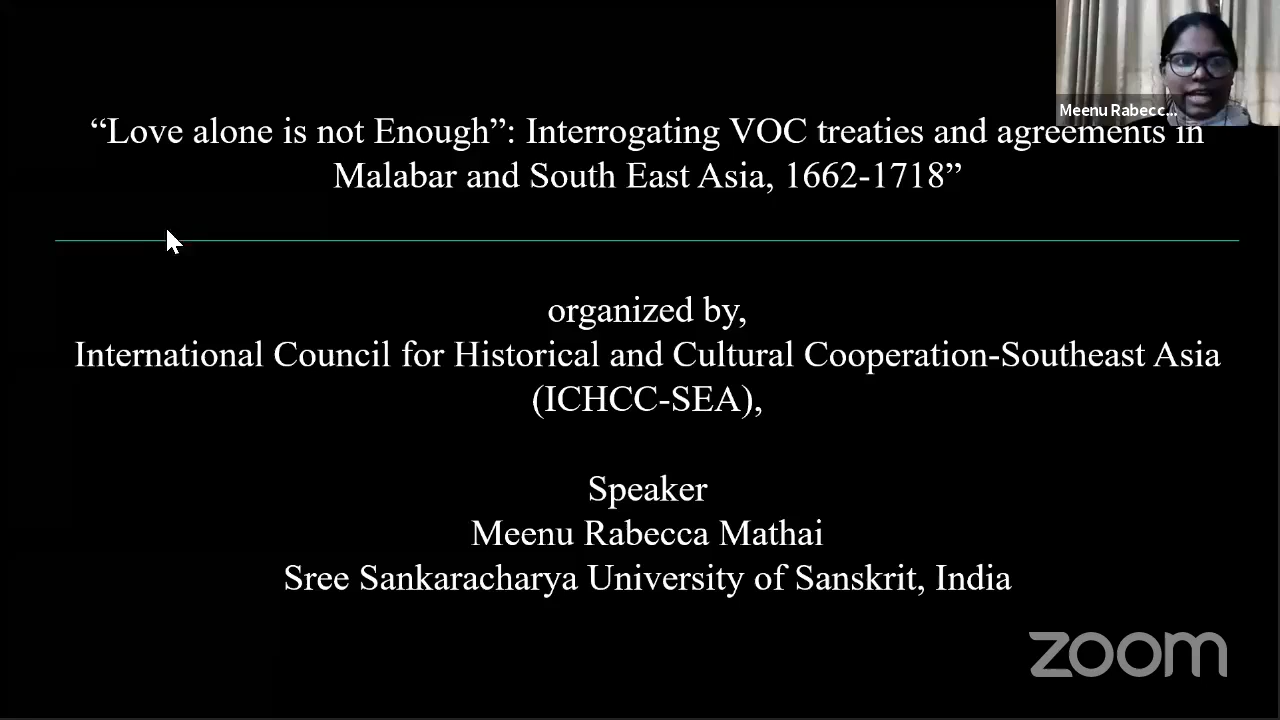 Meenu Rabecc...
“Love alone is not Enough”: Interrogating VOC treaties and agreements in
Malabar and South East Asia, 1662-1718”
organized by,
International Council for Historical and Cultural Cooperation-Southeast Asia
(ICHCC-SEA),
Speaker
Meenu Rabecca Mathai
Sree Sankaracharya University of Sanskrit, India
zoom